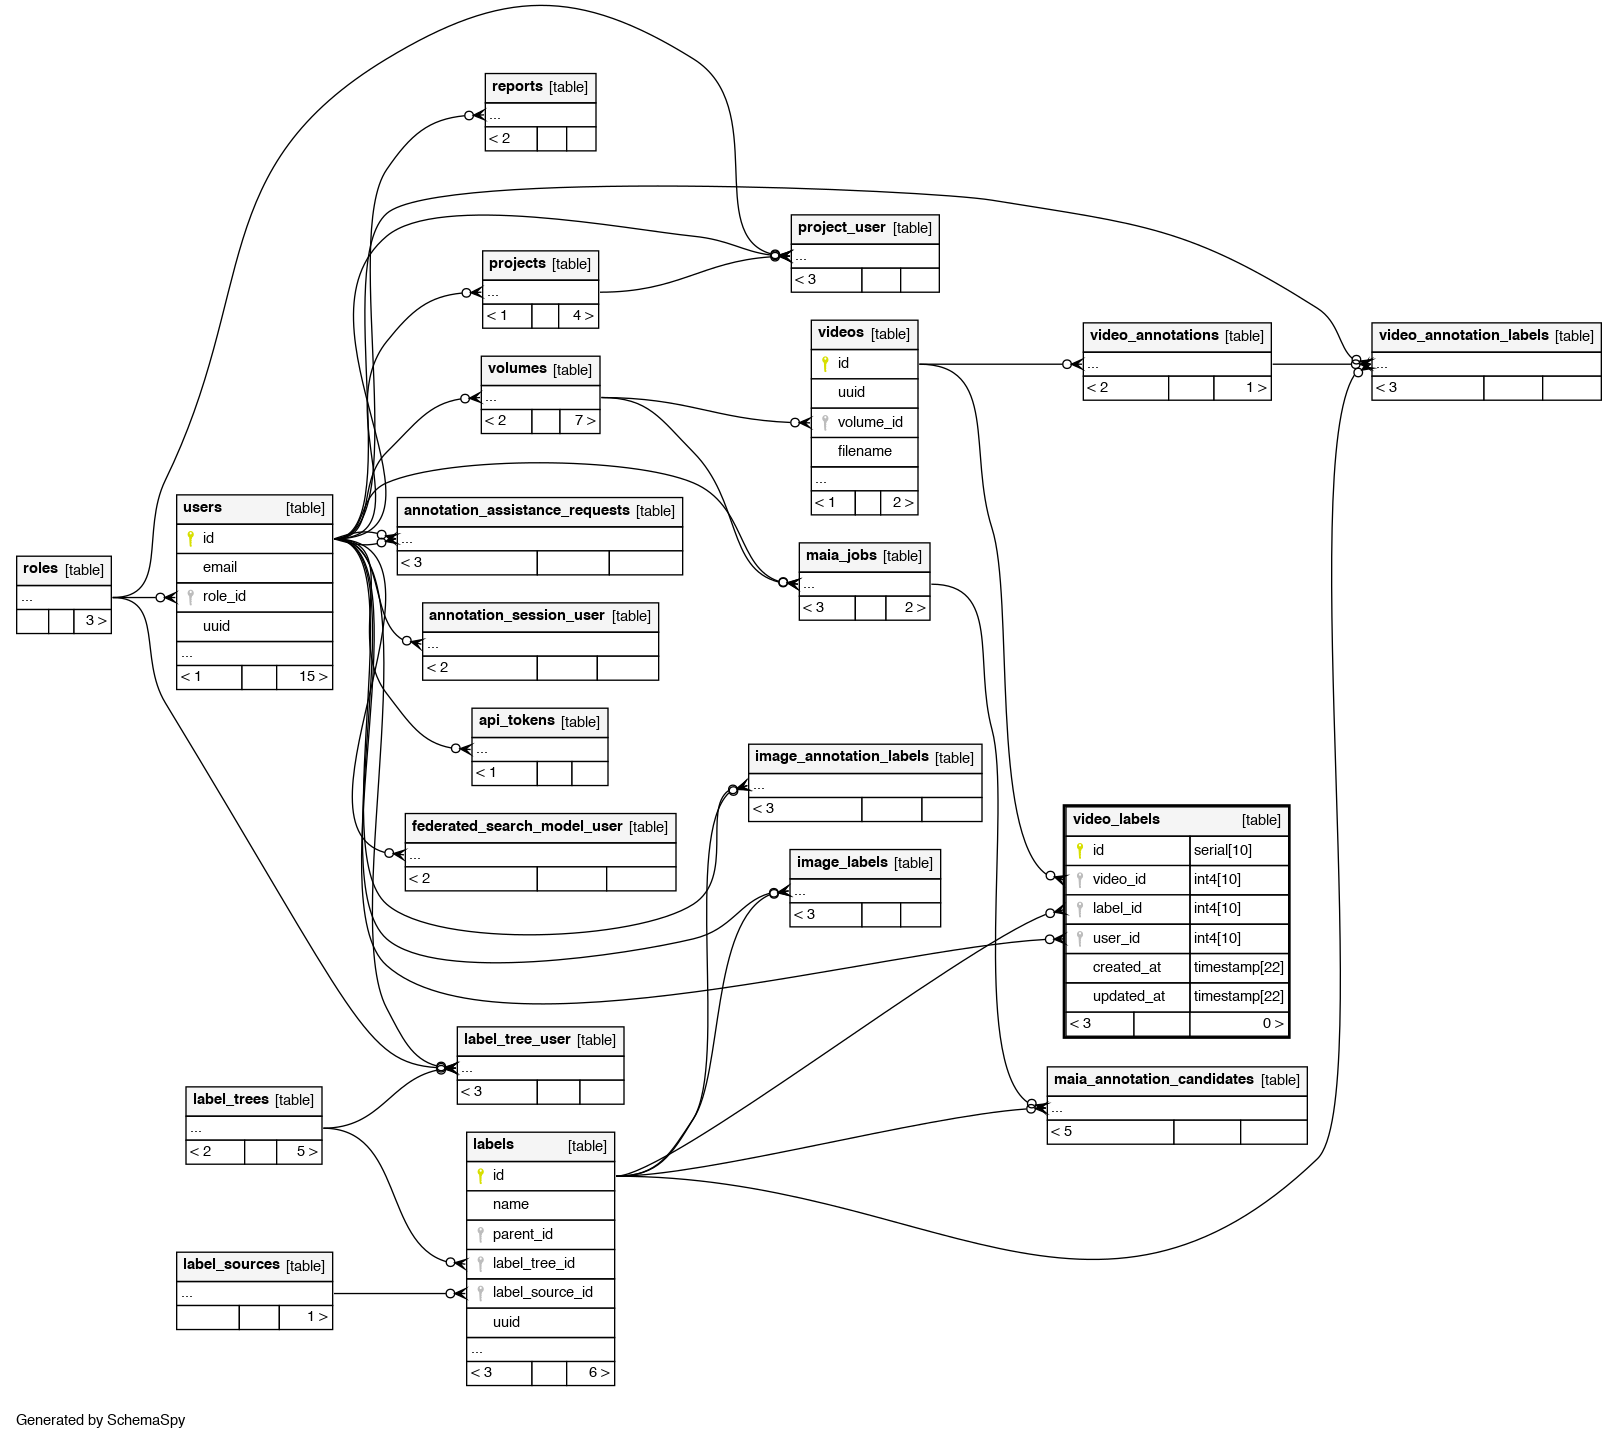 reports [table]
...
< 2
project_user [table]
...
< 3
projects [table]
...
< 1 4 >
videos [table]
id
uuid
volume_id
filename
...
< 1 2 >
video_annotations [table]
...
< 2 1 >
video_annotation_labels [table]
...
< 3
volumes [table]
...
< 2 7 >
users [table]
id
email
role_id
uuid
...
< 1 15 >
annotation_assistance_requests [table]
...
< 3
roles [table]
...
3 >
maia_jobs [table]
...
< 3 2 >
annotation_session_user [table]
...
< 2
api_tokens [table]
...
< 1
image_annotation_labels [table]
...
< 3
federated_search_model_user [table]
...
< 2
image_labels [table]
...
< 3
video_labels [table]
id serial[10]
video_id int4[10]
label_id int4[10]
user_id int4[10]
created_at timestamp[22]
updated_at timestamp[22]
< 3 0 >
label_tree_user [table]
...
< 3
maia_annotation_candidates [table]
...
< 5
label_trees [table]
...
< 2 5 >
labels [table]
id
name
parent_id
label_tree_id
label_source_id
uuid
...
< 3 6 >
label_sources [table]
...
1 >
Generated by SchemaSpy